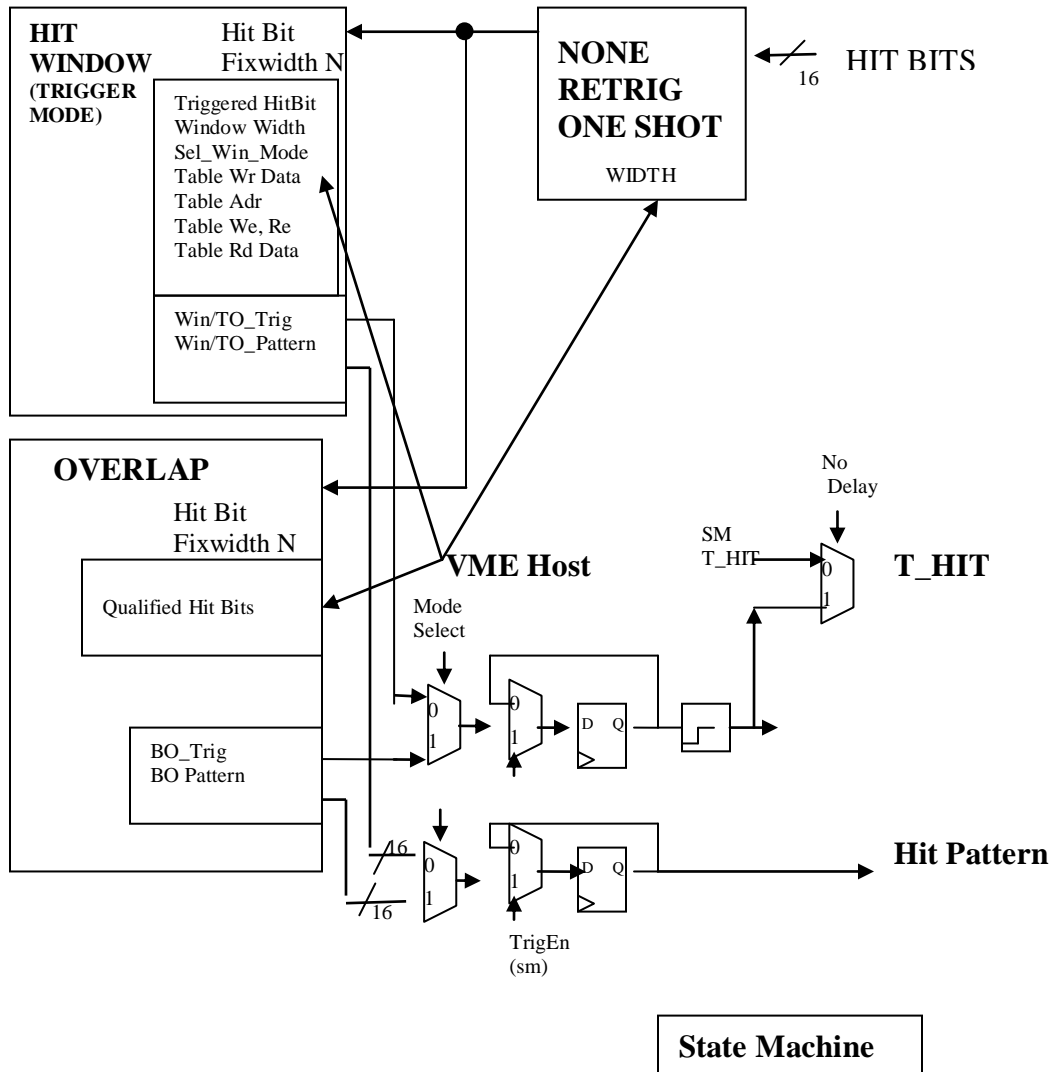 HIT
WINDOW
(TRIGGER
MODE)
Hit Bit
Fixwidth N
Triggered HitBit
Window Width
Sel_Win_Mode
Table Wr Data
Table Adr
Table We, Re
Table Rd Data
Win/TO_Trig
Win/TO_Pattern
NONE
RETRIG
ONE SHOT
WIDTH
16
HIT BITS
OVERLAP
Hit Bit
Fixwidth N
Qualified Hit Bits
BO_Trig
BO Pattern
VME Host
Mode
Select
0
1
0
1
D Q
No
Delay
SM
T_HIT
0
1
T_HIT
16
16
0
1
0
1
D Q
TrigEn
(sm)
Hit Pattern
State Machine